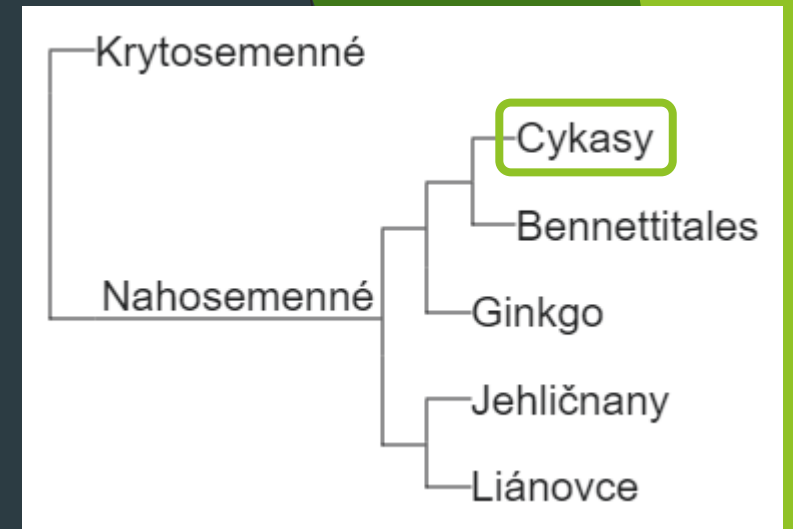 Krytosemenné
Cykasy
Bennettitales
Nahosemenné
Ginkgo
Jehličnany
Liánovce